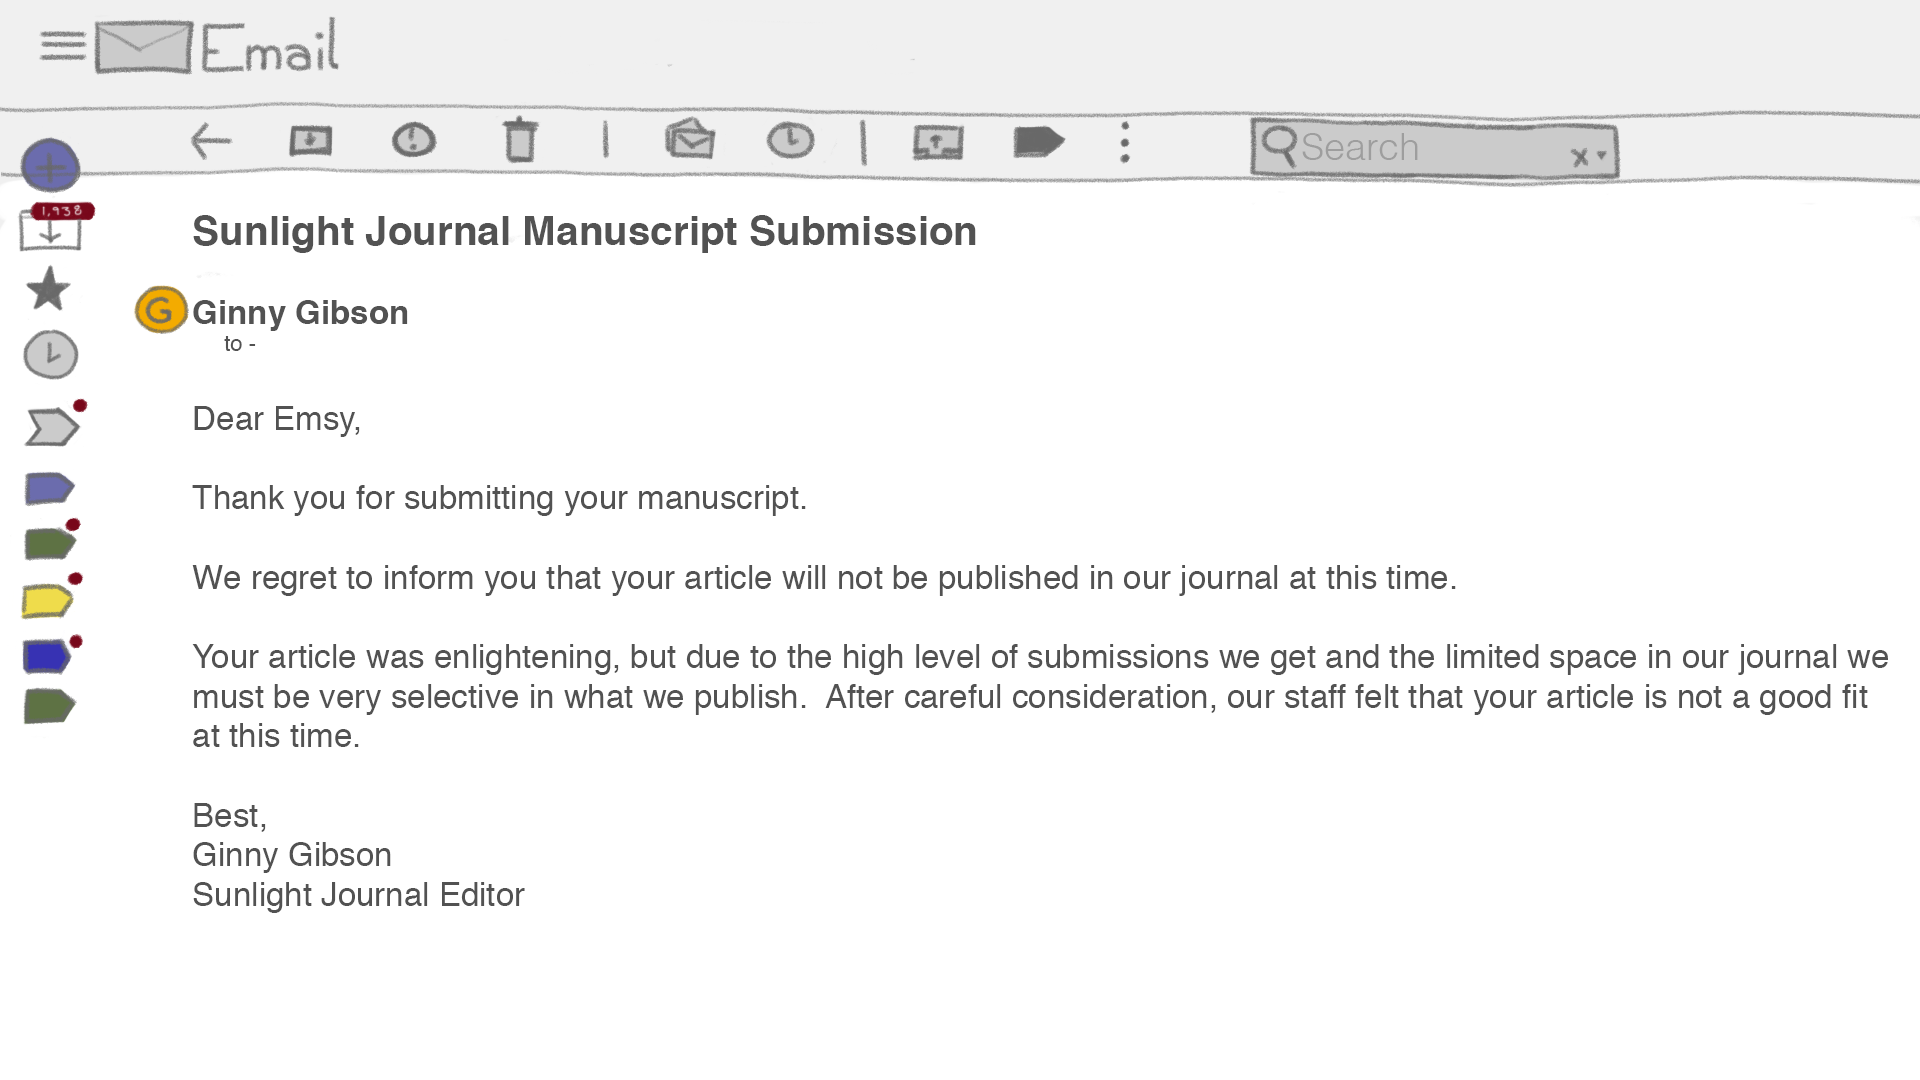 Email
Search
x
1,938
Sunlight Journal Manuscript Submission
G
Ginny Gibson
to -
Dear Emsy,
Thank you for submitting your manuscript.
We regret to inform you that your article will not be published in our journal at this time.
Your article was enlightening, but due to the high level of submissions we get and the limited space in our journal we
must be very selective in what we publish.  After careful consideration, our staff felt that your article is not a good fit
at this time.
Best,
Ginny Gibson
Sunlight Journal Editor